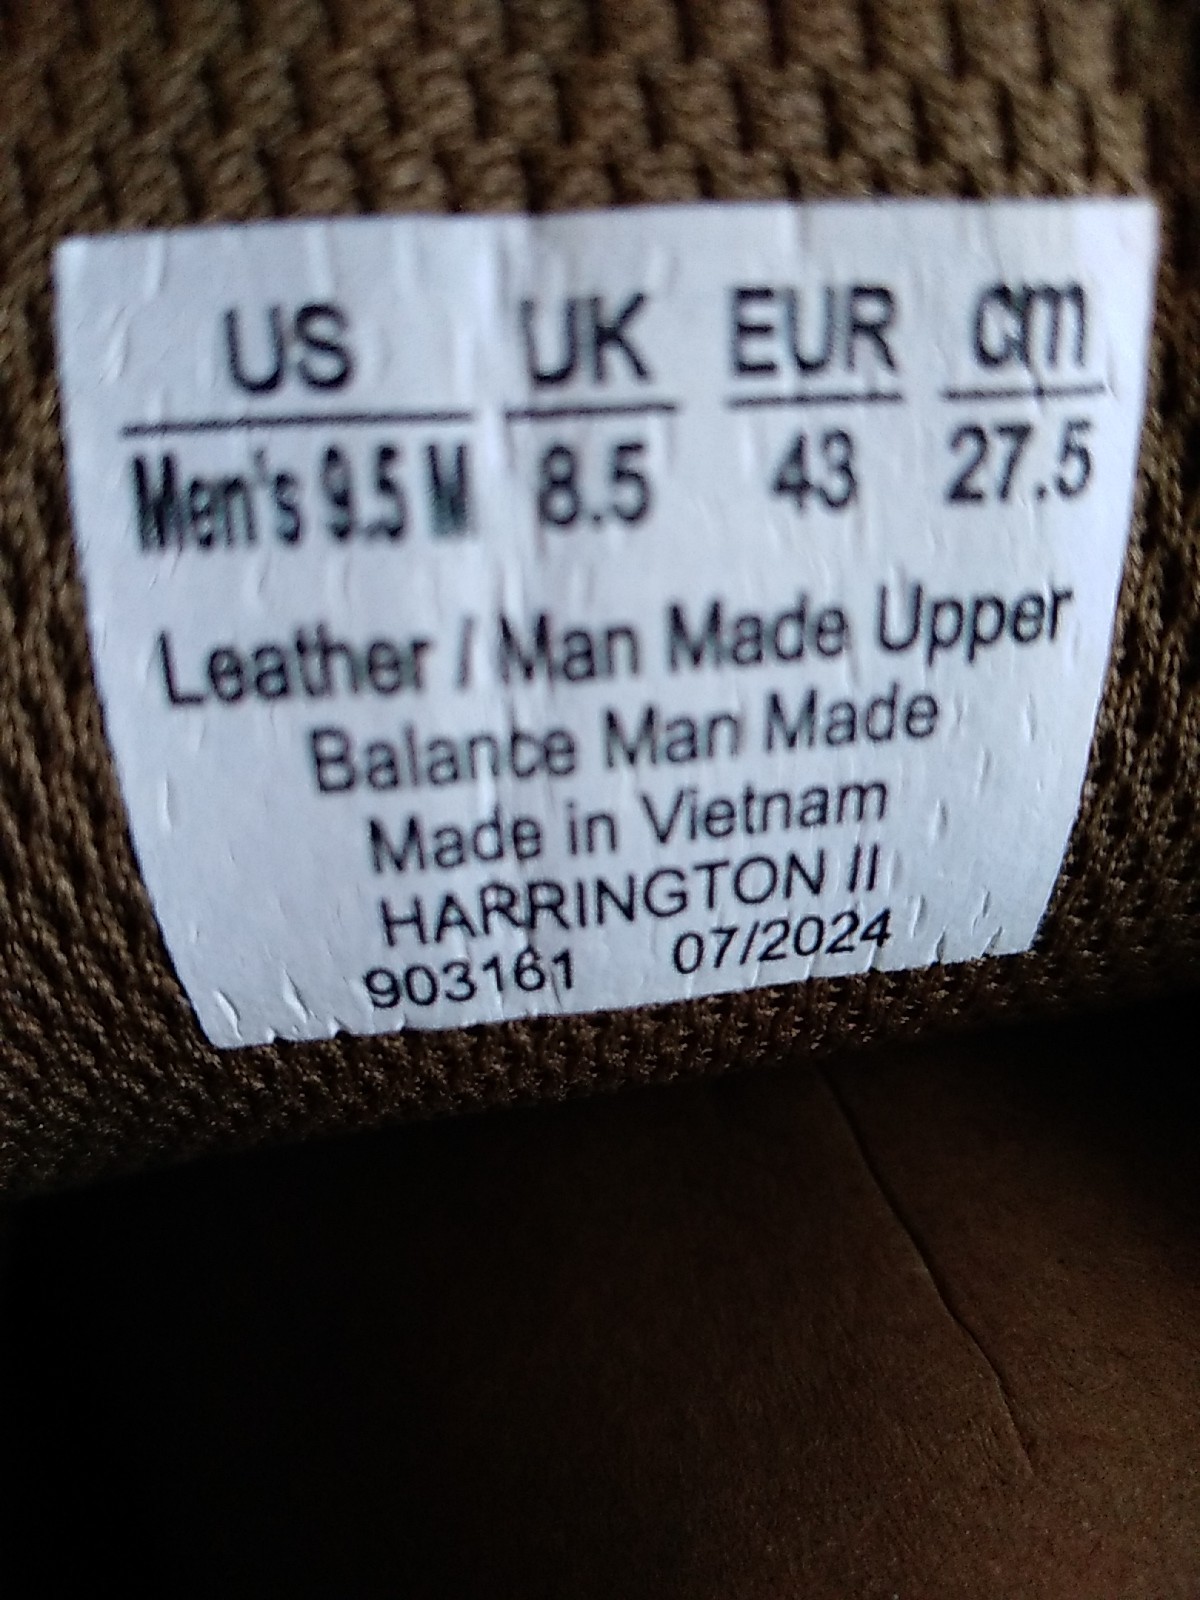 US UK EUR cm
Men's 9.5 M 8.5 43 27.5
Leather / Man Made Upper
Balance Man Made
Made in Vietnam
HARRINGTON II
903161 07/2024